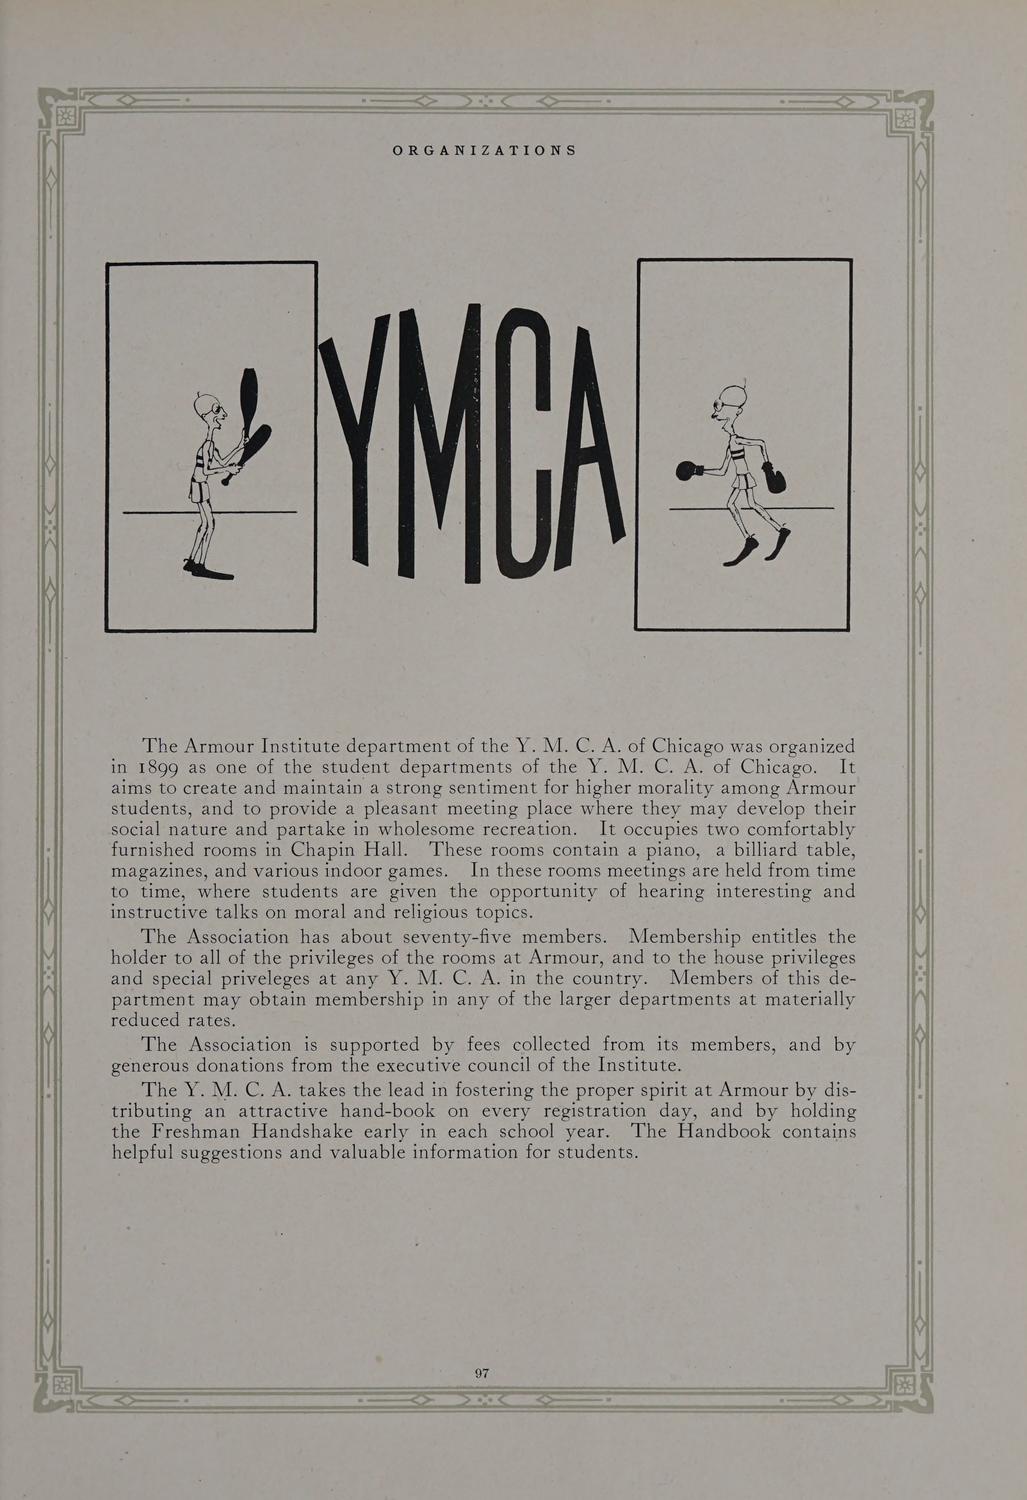 ORGANIZATIONS
YMCA
The Armour Institute department of the Y. M. C. A. of Chicago was organized
in 1899 as one of the student departments of the Y. M. C. A. of Chicago. It
aims to create and maintain a strong sentiment for higher morality among Armour
students, and to provide a pleasant meeting place where they may develop their
social nature and partake in wholesome recreation. It occupies two comfortably
furnished rooms in Chapin Hall. These rooms contain a piano, a billiard table,
magazines, and various indoor games. In these rooms meetings are held from time
to time, where students are given the opportunity of hearing interesting and
instructive talks on moral and religious topics.
The Association has about seventy-five members. Membership entitles the
holder to all of the privileges of the rooms at Armour, and to the house privileges
and special priveleges at any Y. M. C. A. in the country. Members of this de-
partment may obtain membership in any of the larger departments at materially
reduced rates.
The Association is supported by fees collected from its members, and by
generous donations from the executive council of the Institute.
The Y. M. C. A. takes the lead in fostering the proper spirit at Armour by dis-
tributing an attractive hand-book on every registration day, and by holding
the Freshman Handshake early in each school year. The Handbook contains
helpful suggestions and valuable information for students.
97